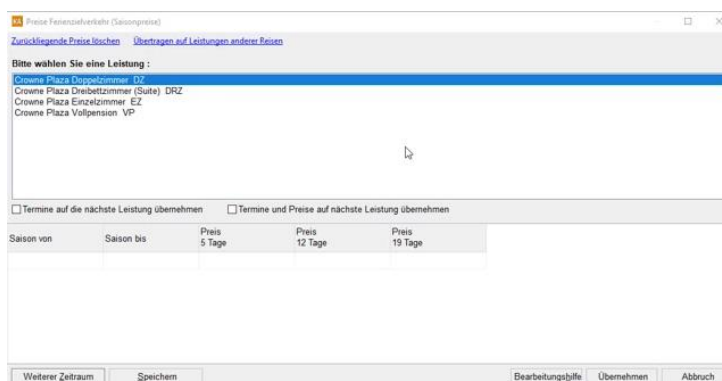 KA Preise Ferienzielverkehr (Saisonpreise)
Zurückliegende Preise löschen Übertragen auf Leistungen anderer Reisen
Bitte wählen Sie eine Leistung :
Crowne Plaza Doppelzimmer DZ
Crowne Plaza Dreibettzimmer (Suite) DRZ
Crowne Plaza Einzelzimmer EZ
Crowne Plaza Vollpension VP
Termine auf die nächste Leistung übernehmen Termine und Preise auf nächste Leistung übernehmen
Saison von Saison bis Preis 5 Tage Preis 12 Tage Preis 19 Tage
Weiterer Zeitraum Speichern Bearbeitungshilfe Übernehmen Abbruch